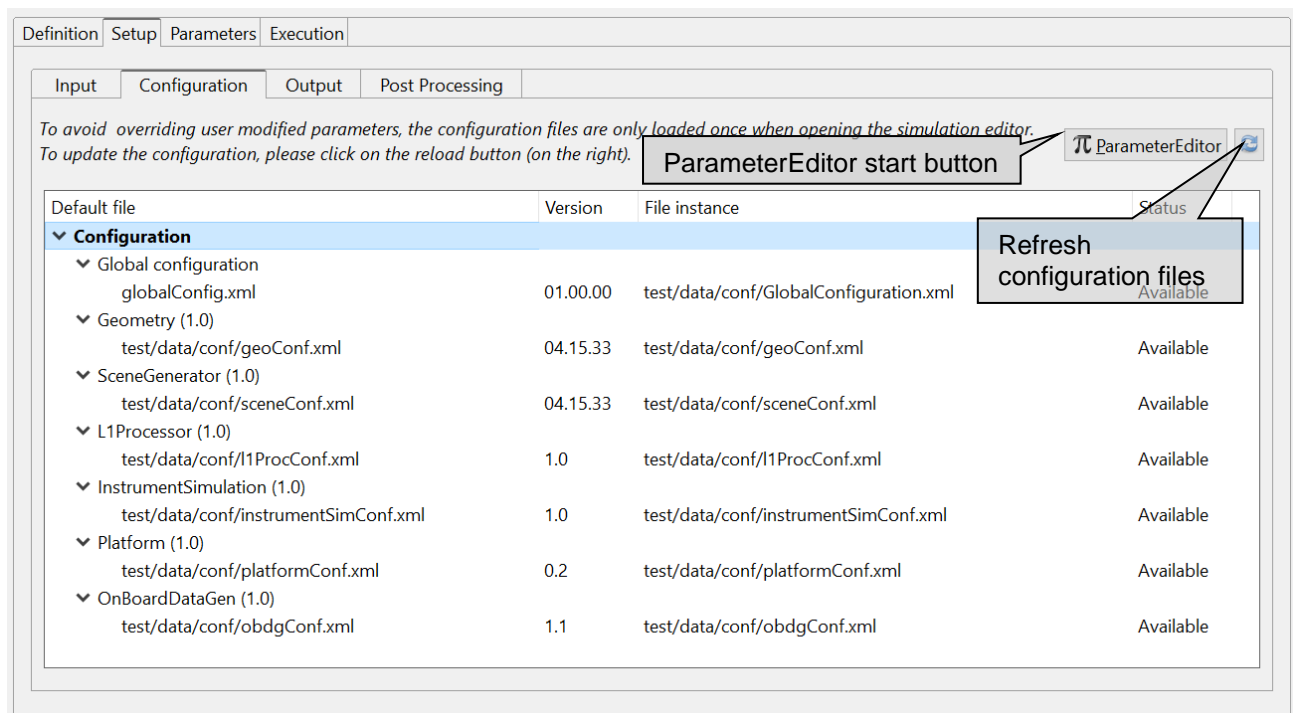 Definition Setup Parameters Execution
Input Configuration Output Post Processing
To avoid overriding user modified parameters, the configuration files are only loaded once when opening the simulation editor.
To update the configuration, please click on the reload button (on the right).
ParameterEditor start button
π ParameterEditor
Default file Version File instance Status
Configuration
Refresh
configuration files
Global configuration
globalConfig.xml 01.00.00 test/data/conf/GlobalConfiguration.xml Available
Geometry (1.0)
test/data/conf/geoConf.xml 04.15.33 test/data/conf/geoConf.xml Available
SceneGenerator (1.0)
test/data/conf/sceneConf.xml 04.15.33 test/data/conf/sceneConf.xml Available
L1Processor (1.0)
test/data/conf/l1ProcConf.xml 1.0 test/data/conf/l1ProcConf.xml Available
InstrumentSimulation (1.0)
test/data/conf/instrumentSimConf.xml 1.0 test/data/conf/instrumentSimConf.xml Available
Platform (1.0)
test/data/conf/platformConf.xml 0.2 test/data/conf/platformConf.xml Available
OnBoardDataGen (1.0)
test/data/conf/obdgConf.xml 1.1 test/data/conf/obdgConf.xml Available